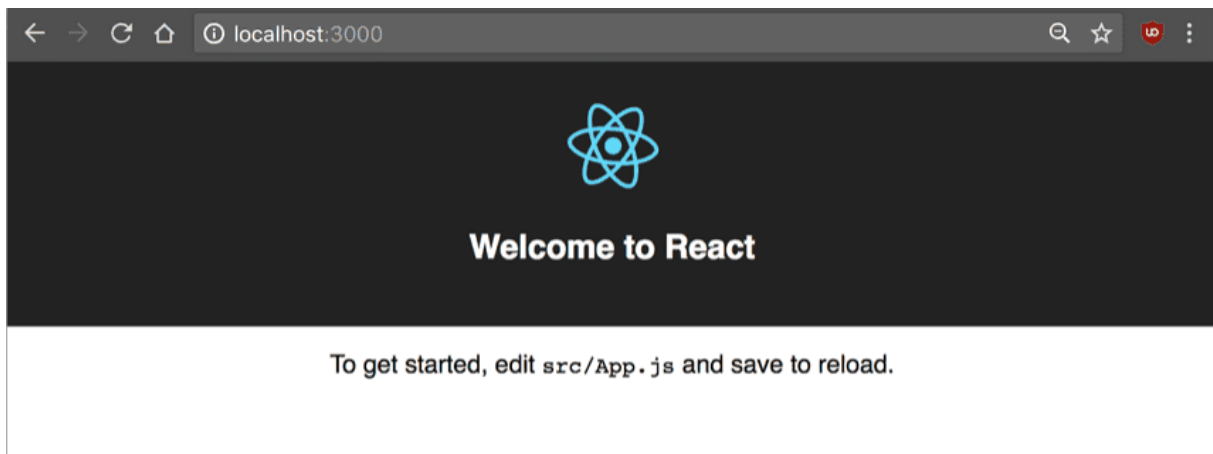 localhost:3000
Welcome to React
To get started, edit src/App.js and save to reload.